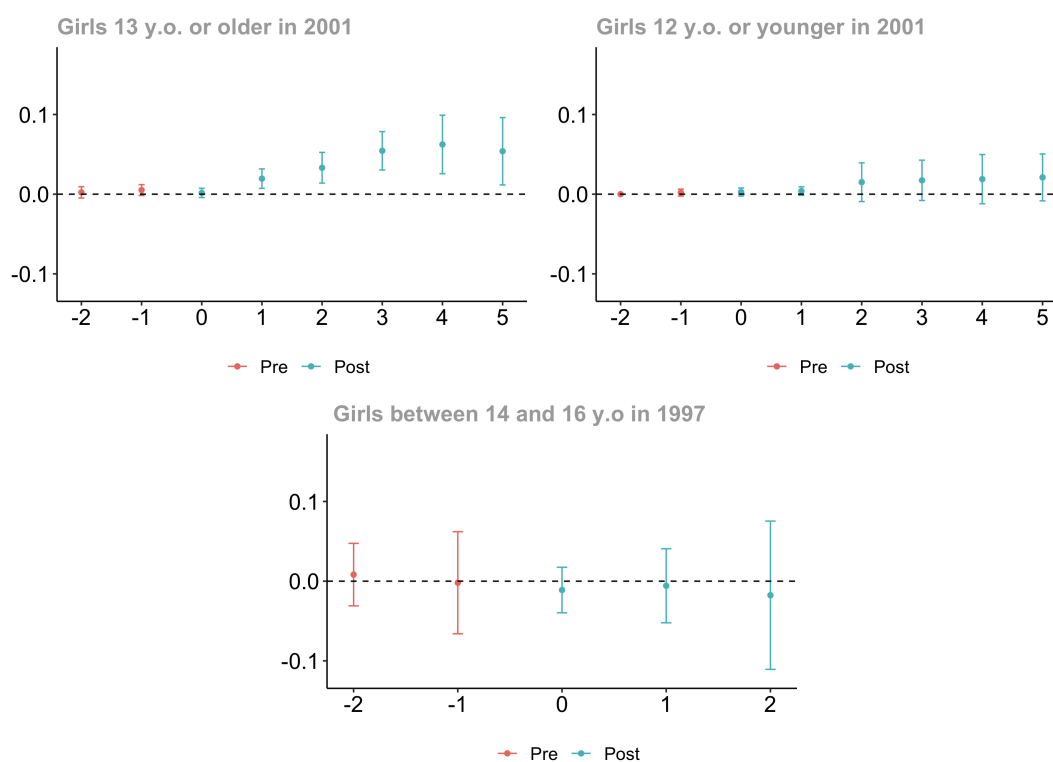 Girls 13 y.o. or older in 2001
0.1
0.0
-0.1
-2 -1 0 1 2 3 4 5
Pre Post
Girls 12 y.o. or younger in 2001
0.1
0.0
-0.1
-2 -1 0 1 2 3 4 5
Pre Post
Girls between 14 and 16 y.o in 1997
0.1
0.0
-0.1
-2 -1 0 1 2
Pre Post